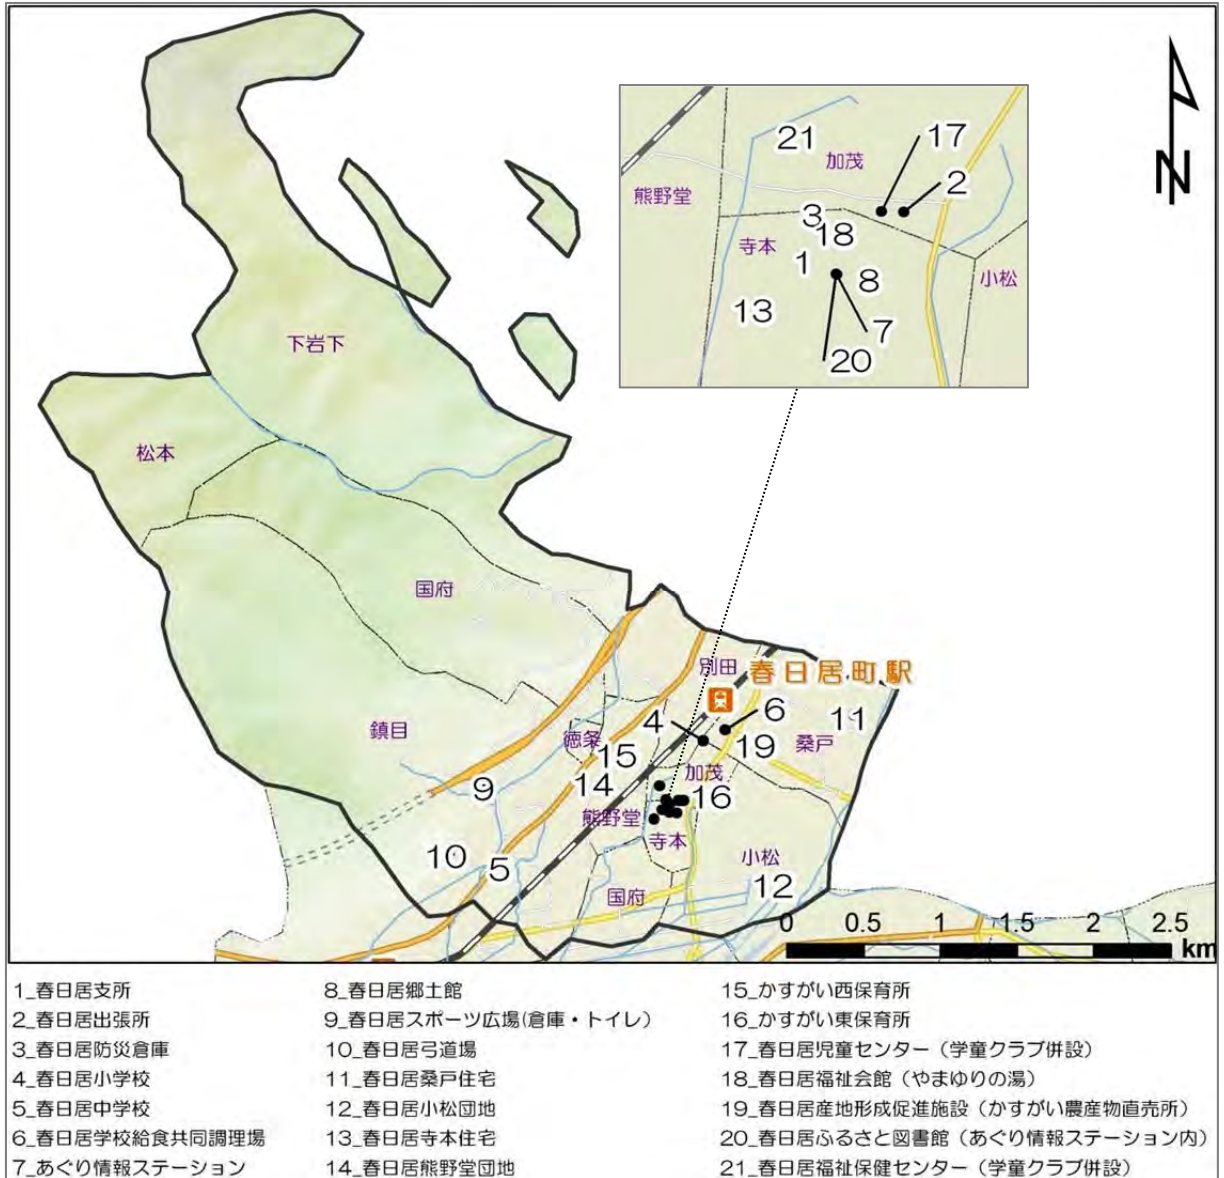 N
21
加茂
17
熊野堂
2
3
18
寺本
1
8
小松
13
7
20
下岩下
松本
国府
別田
春日居町駅
4
6
11
鎮目
徳条
15
19
桑戸
加茂
9
14
16
熊野堂
寺本
10
5
小松
12
国府
0 0.5 1 1.5 2 2.5
km
1_春日居支所
2_春日居出張所
3_春日居防災倉庫
4_春日居小学校
5_春日居中学校
6_春日居学校給食共同調理場
7_あぐり情報ステーション
8_春日居郷土館
9_春日居スポーツ広場(倉庫・トイレ）
10_春日居弓道場
11_春日居桑戸住宅
12_春日居小松団地
13_春日居寺本住宅
14_春日居熊野堂団地
15_かすがい西保育所
16_かすがい東保育所
17_春日居児童センター（学童クラブ併設）
18_春日居福祉会館（やまゆりの湯）
19_春日居産地形成促進施設（かすがい農産物直売所）
20_春日居ふるさと図書館（あぐり情報ステーション内）
21_春日居福祉保健センター（学童クラブ併設）